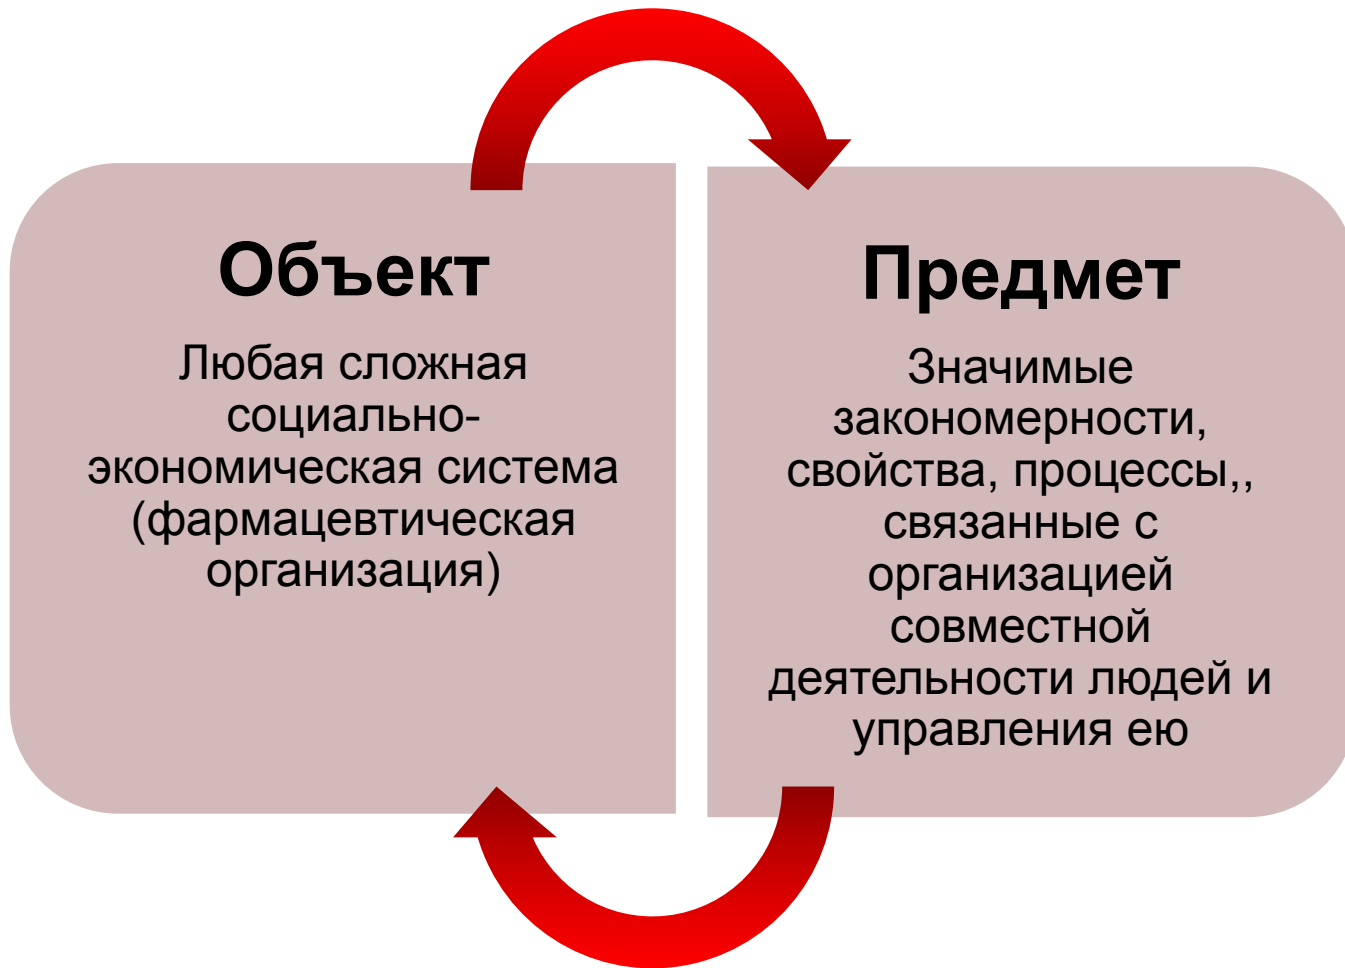 Объект
Любая сложная
социально-
экономическая система
(фармацевтическая
организация)
Предмет
Значимые
закономерности,
свойства, процессы,,
связанные с
организацией
совместной
деятельности людей и
управления ею